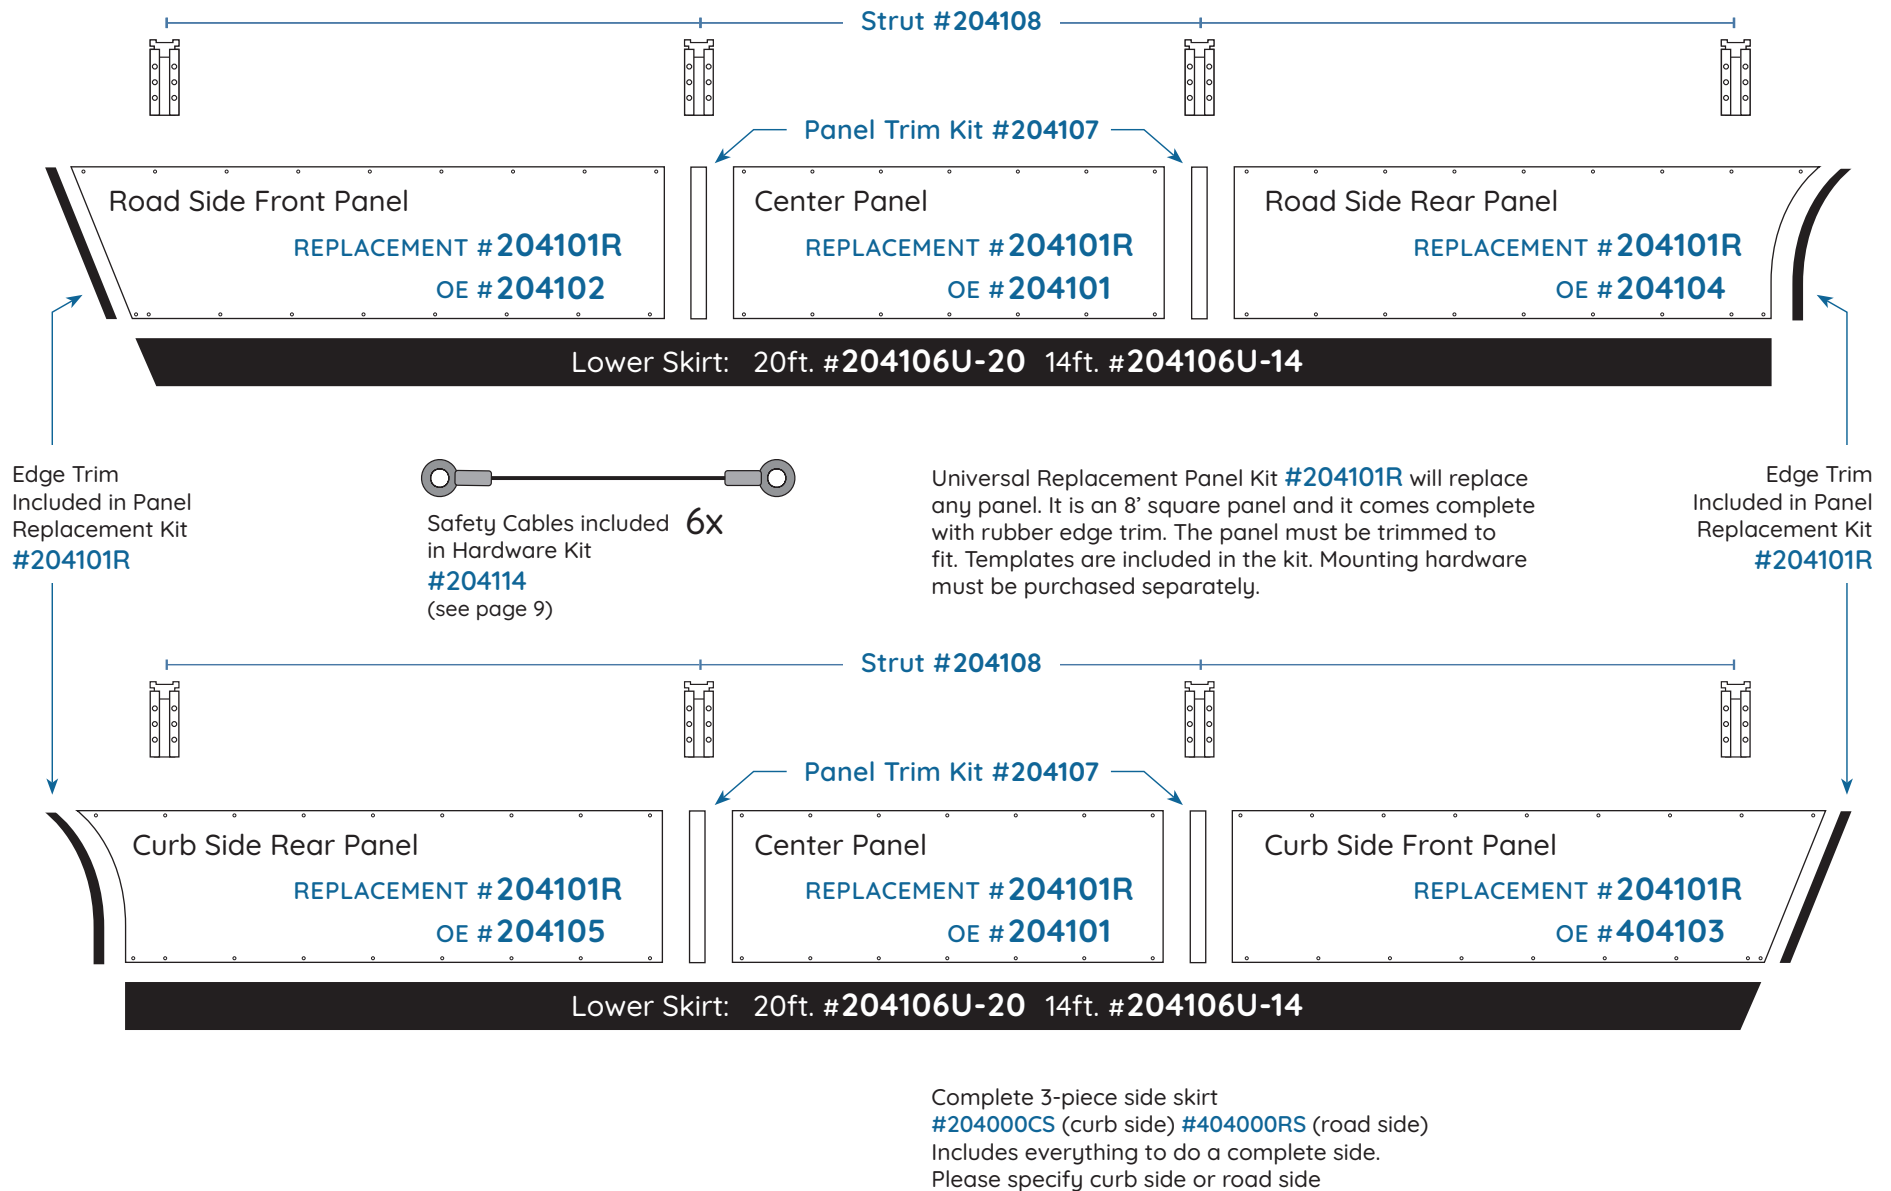 Strut #204108
Panel Trim Kit #204107
Road Side Front Panel
REPLACEMENT #204101R
OE #204102
Center Panel
REPLACEMENT #204101R
OE #204101
Road Side Rear Panel
REPLACEMENT #204101R
OE #204104
Lower Skirt: 20ft. #204106U-20 14ft. #204106U-14
Edge Trim
Included in Panel
Replacement Kit
#204101R
Safety Cables included 6x
in Hardware Kit
#204114
(see page 9)
Universal Replacement Panel Kit #204101R will replace
any panel. It is an 8’ square panel and it comes complete
with rubber edge trim. The panel must be trimmed to
fit. Templates are included in the kit. Mounting hardware
must be purchased separately.
Edge Trim
Included in Panel
Replacement Kit
#204101R
Strut #204108
Panel Trim Kit #204107
Curb Side Rear Panel
REPLACEMENT #204101R
OE #204105
Center Panel
REPLACEMENT #204101R
OE #204101
Curb Side Front Panel
REPLACEMENT #204101R
OE #404103
Lower Skirt: 20ft. #204106U-20 14ft. #204106U-14
Complete 3-piece side skirt
#204000CS (curb side) #404000RS (road side)
Includes everything to do a complete side.
Please specify curb side or road side